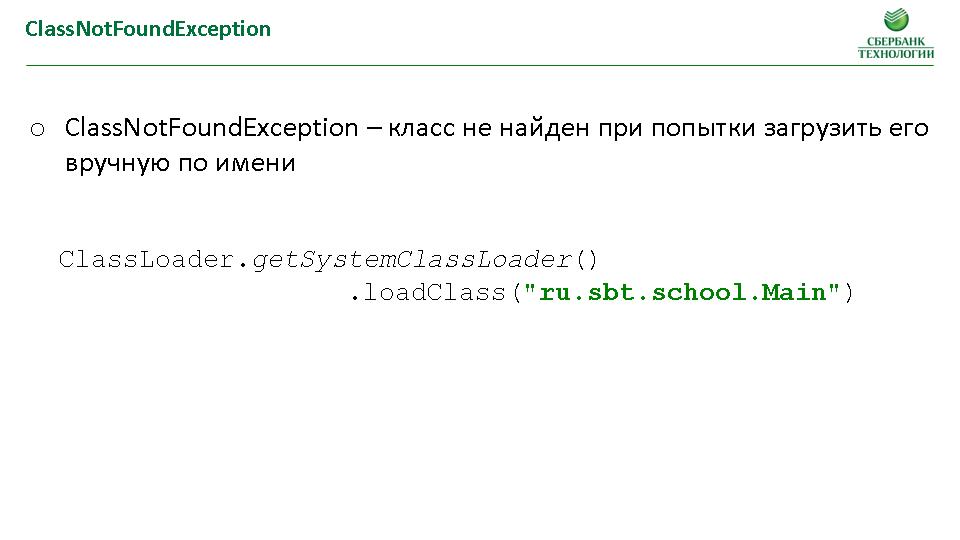 ClassNotFoundException
СБЕРБАНК
ТЕХНОЛОГИИ
o ClassNotFoundException – класс не найден при попытки загрузить его
вручную по имени
ClassLoader.getSystemClassLoader()
.loadClass("ru.sbt.school.Main")